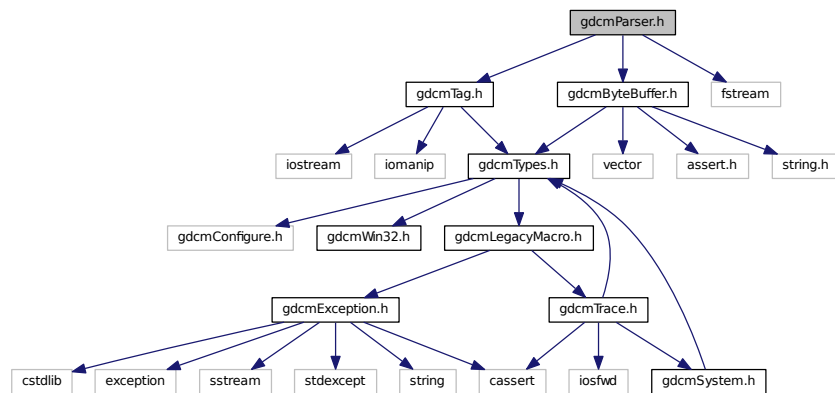 gdcmParser.h
gdcmTag.h
gdcmByteBuffer.h
fstream
iostream
iomanip
gdcmTypes.h
vector
assert.h
string.h
gdcmConfigure.h
gdcmWin32.h
gdcmLegacyMacro.h
gdcmException.h
gdcmTrace.h
cstdlib
exception
sstream
stdexcept
string
cassert
iosfwd
gdcmSystem.h